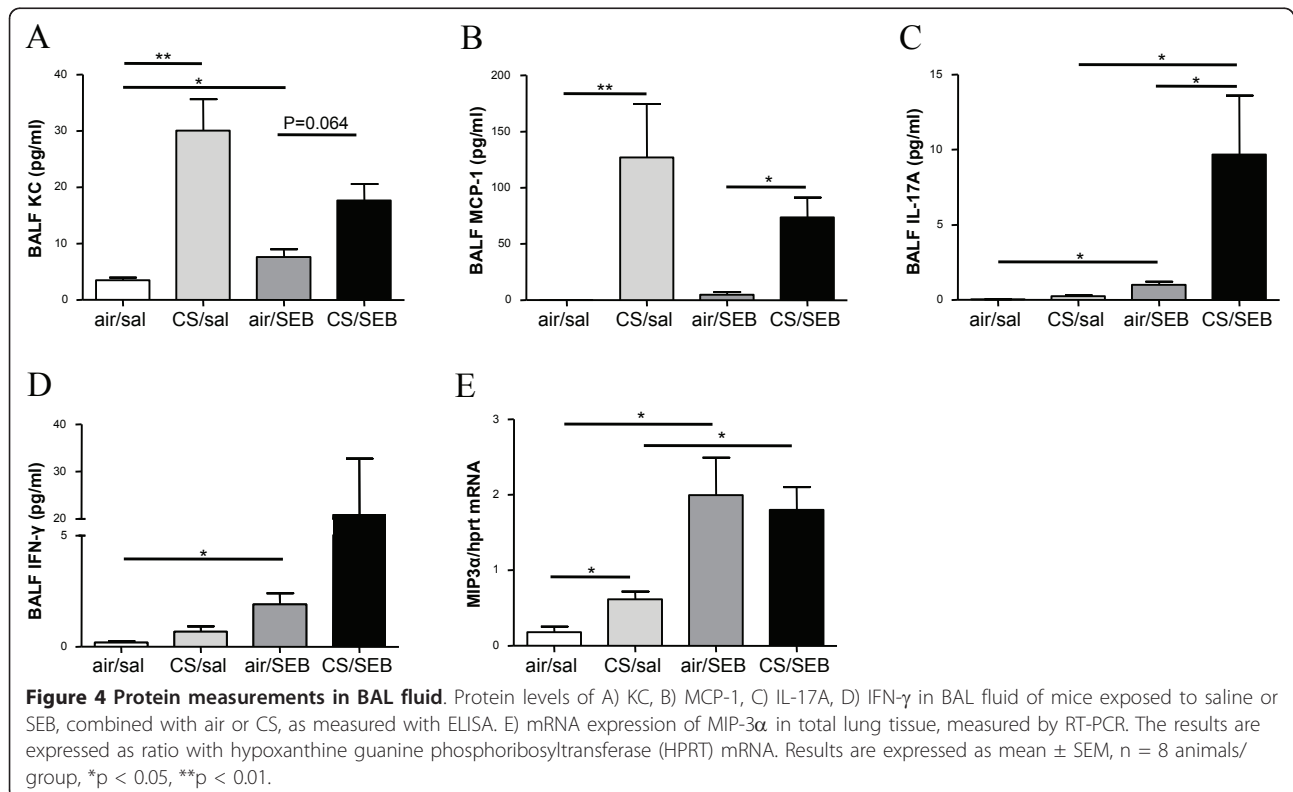 A
**
*
P=0.064
40
30
20
10
0
BALF KC (pg/ml)
air/sal CS/sal air/SEB CS/SEB
B
**
*
200
150
100
50
0
BALF MCP-1 (pg/ml)
air/sal CS/sal air/SEB CS/SEB
C
*
*
*
15
10
5
0
BALF IL-17A (pg/ml)
air/sal CS/sal air/SEB CS/SEB
D
*
40
30
20
5
0
BALF IFN-γ (pg/ml)
air/sal CS/sal air/SEB CS/SEB
E
*
*
*
3
2
1
0
MIP3α/hprt mRNA
air/sal CS/sal air/SEB CS/SEB
Figure 4 Protein measurements in BAL fluid. Protein levels of A) KC, B) MCP-1, C) IL-17A, D) IFN-γ in BAL fluid of mice exposed to saline or
SEB, combined with air or CS, as measured with ELISA. E) mRNA expression of MIP-3α in total lung tissue, measured by RT-PCR. The results are
expressed as ratio with hypoxanthine guanine phosphoribosyltransferase (HPRT) mRNA. Results are expressed as mean ± SEM, n = 8 animals/
group, *p < 0.05, **p < 0.01.